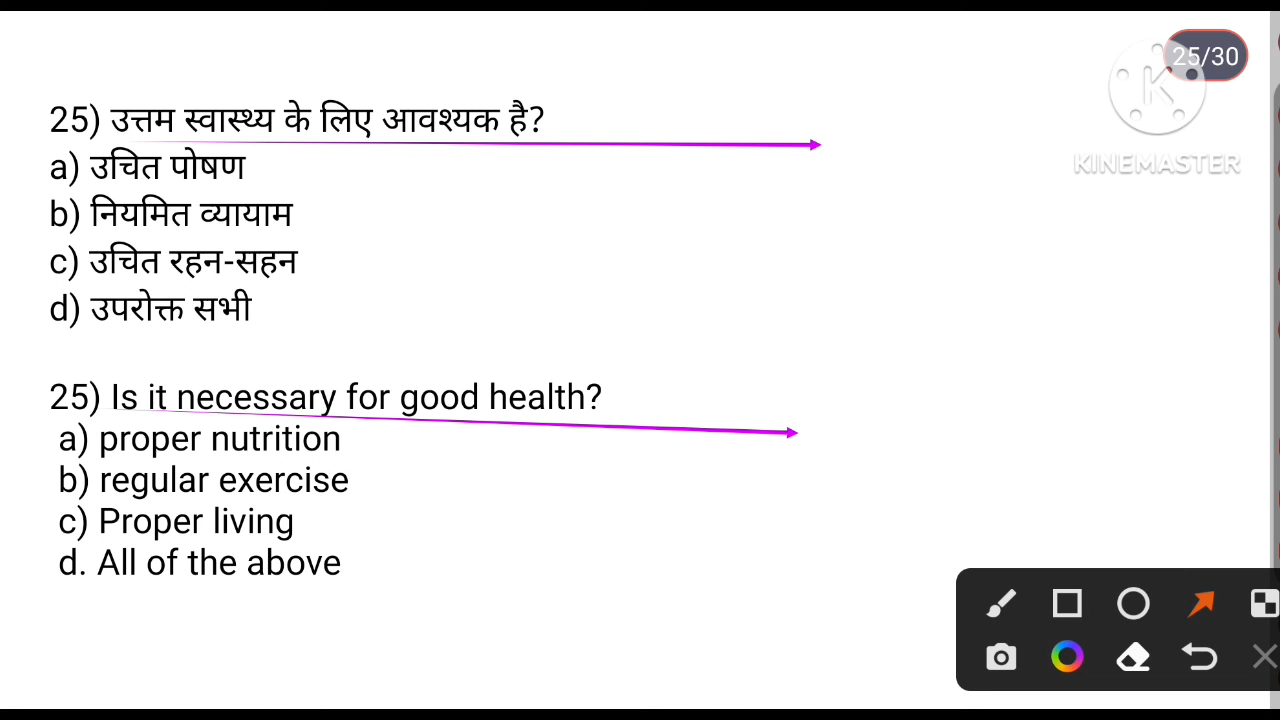 25/30
KINEMASTER
25) उत्तम स्वास्थ्य के लिए आवश्यक है?
a) उचित पोषण
b) नियमित व्यायाम
c) उचित रहन-सहन
d) उपरोक्त सभी
25) Is it necessary for good health?
a) proper nutrition
b) regular exercise
c) Proper living
d. All of the above